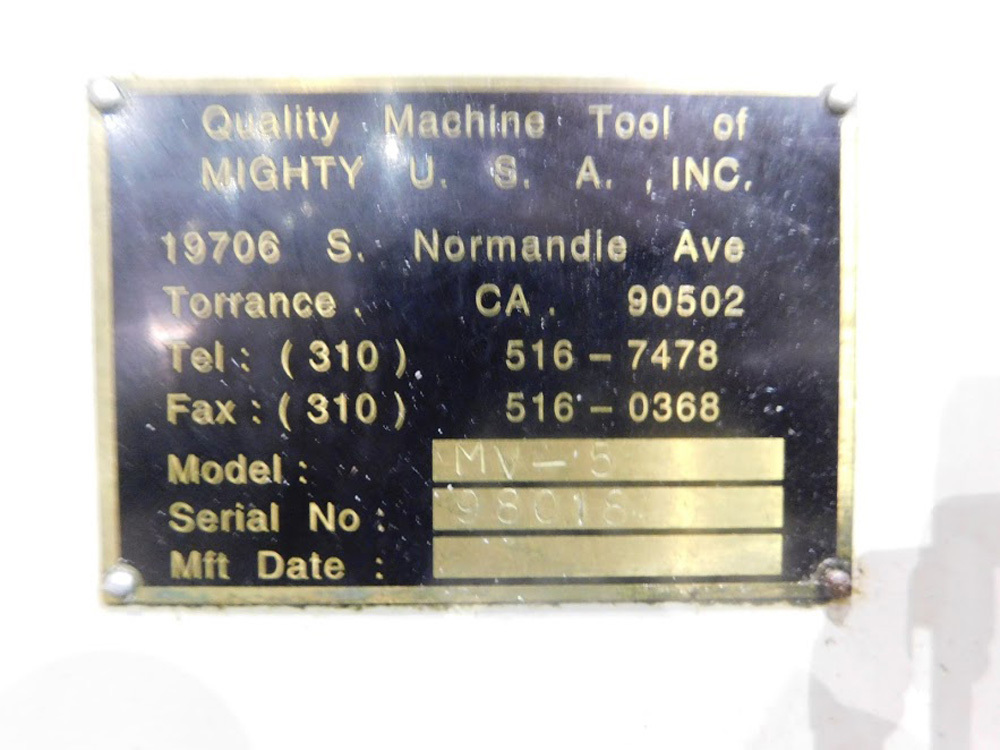 Quality Machine Tool of
MIGHTY U. S. A. , INC.
19706 S. Normandie Ave
Torrance . CA . 90502
Tel : ( 310 ) 516 - 7478
Fax : ( 310 ) 516 - 0368
Model : MV - 5
Serial No : 98018
Mft Date :